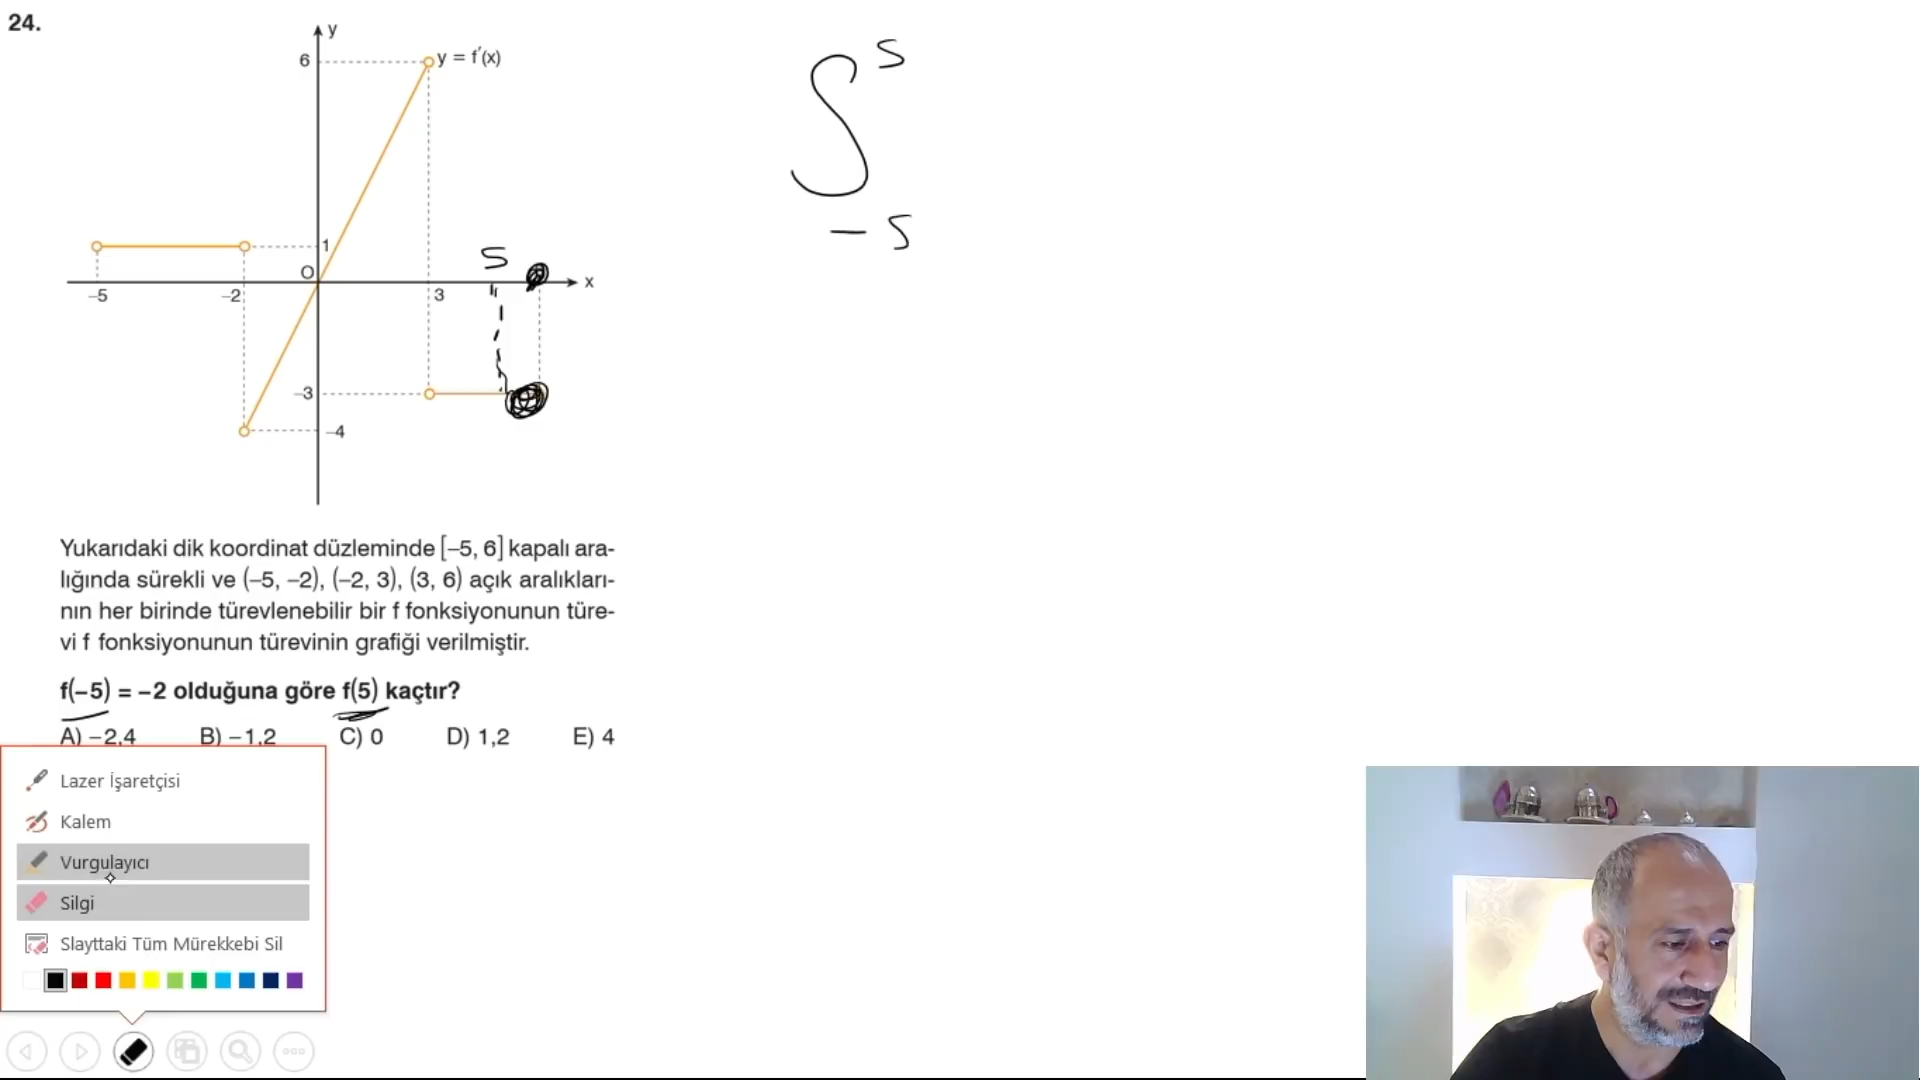 24.
y
6
y = f′(x)
S
5
-5
1
O
x
−5
−2
3
5
−3
−4
Yukarıdaki dik koordinat düzleminde [−5, 6] kapalı ara-
lığında sürekli ve (−5, −2), (−2, 3), (3, 6) açık aralıkları-
nın her birinde türevlenebilir bir f fonksiyonunun türe-
vi f fonksiyonunun türevinin grafiği verilmiştir.
f(−5) = −2 olduğuna göre f(5) kaçtır?
A) −2,4 B) −1,2 C) 0 D) 1,2 E) 4
Lazer İşaretçisi
Kalem
Vurgulayıcı
Silgi
Slayttaki Tüm Mürekkebi Sil